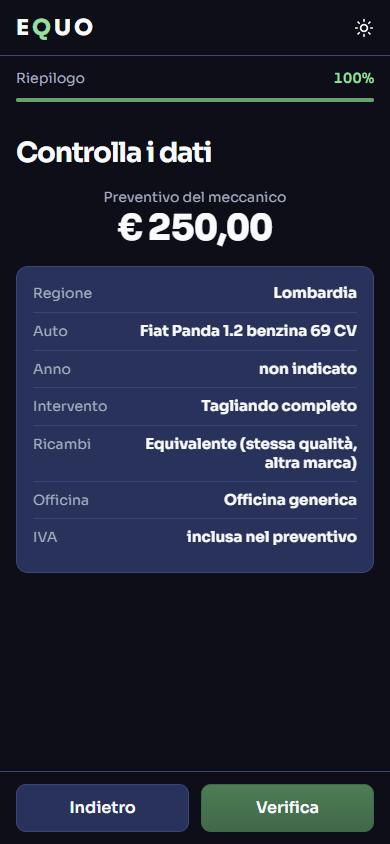 EQUO
Riepilogo 100%
Controlla i dati
Preventivo del meccanico
€ 250,00
Regione Lombardia
Auto Fiat Panda 1.2 benzina 69 CV
Anno non indicato
Intervento Tagliando completo
Ricambi Equivalente (stessa qualità,
altra marca)
Officina Officina generica
IVA inclusa nel preventivo
Indietro Verifica